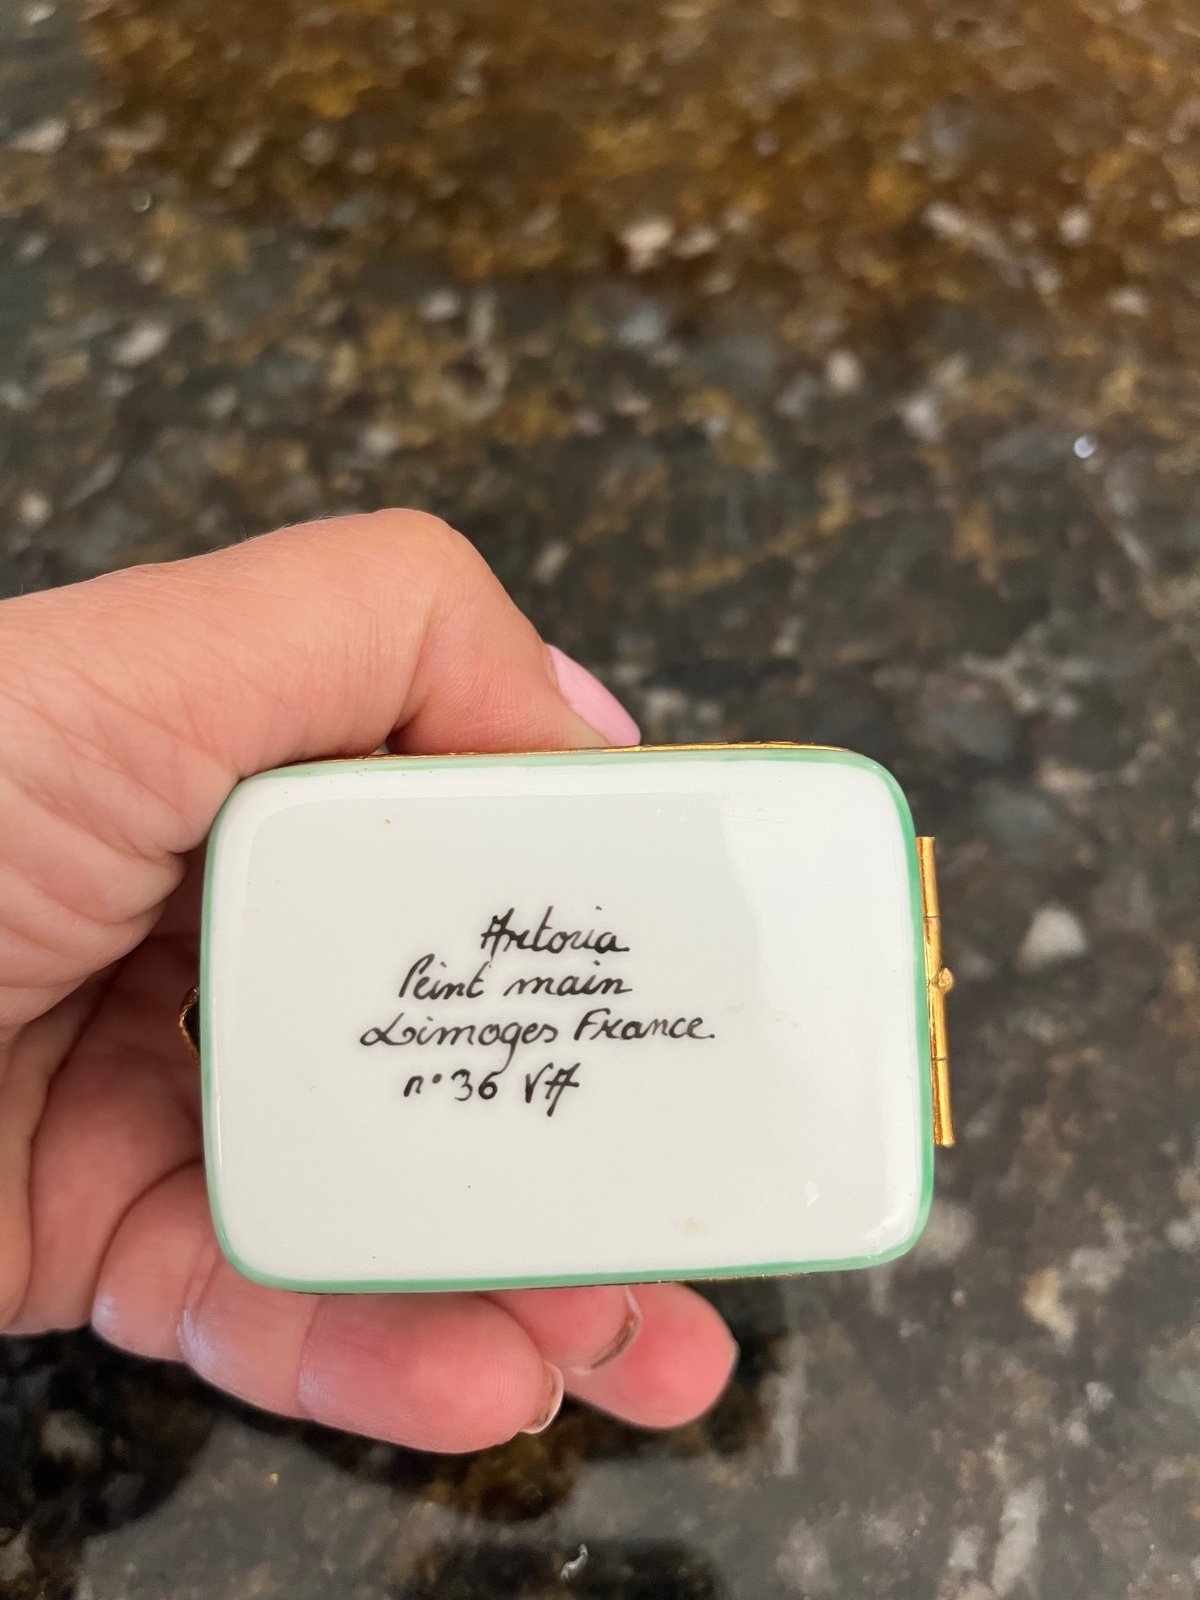 Artoria
Peint main
Limoges France.
n° 36 VA